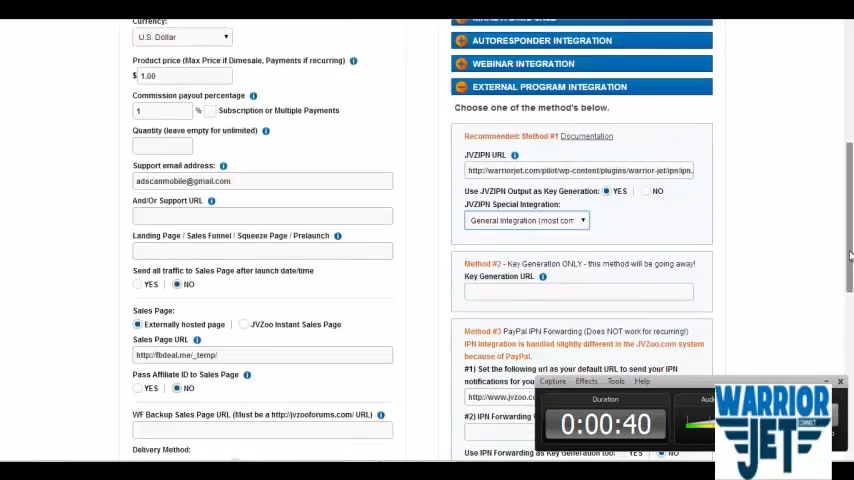 Currency:
U.S. Dollar
Product price (Max Price if Dimesale, Payments if recurring)
$ 1.00
Commission payout percentage
1 % Subscription or Multiple Payments
Quantity (leave empty for unlimited)
Support email address:
adscanmobile@gmail.com
And/Or Support URL
Landing Page / Sales Funnel / Squeeze Page / Prelaunch
Send all traffic to Sales Page after launch date/time
YES NO
Sales Page:
Externally hosted page JVZoo Instant Sales Page
Sales Page URL
http://fbdeal.me/_temp/
Pass Affiliate ID to Sales Page
YES NO
WF Backup Sales Page URL (Must be a http://jvzooforums.com/ URL)
Delivery Method:
AUTORESPONDER INTEGRATION
WEBINAR INTEGRATION
EXTERNAL PROGRAM INTEGRATION
Choose one of the method's below.
Recommended: Method #1 Documentation
JVZIPN URL
http://warriorjet.com/pilot/wp-content/plugins/warrior-jet/ipn/ipn.
Use JVZIPN Output as Key Generation: YES NO
JVZIPN Special Integration:
General Integration (most com
Method #2 - Key Generation ONLY - this method will be going away!
Key Generation URL
Method #3 PayPal IPN Forwarding (Does NOT work for recurring!)
IPN Integration is handled slightly different in the JVZoo.com system
because of PayPal.
#1) Set the following url as your default URL to send your IPN
notifications for you
http://www.jvzoo.c
#2) IPN Forwarding
Use IPN Forwarding as Key Generation too: YES NO
Capture Effects Tools Help
Duration
0:00:40
WARRIOR
JET
CONNECT